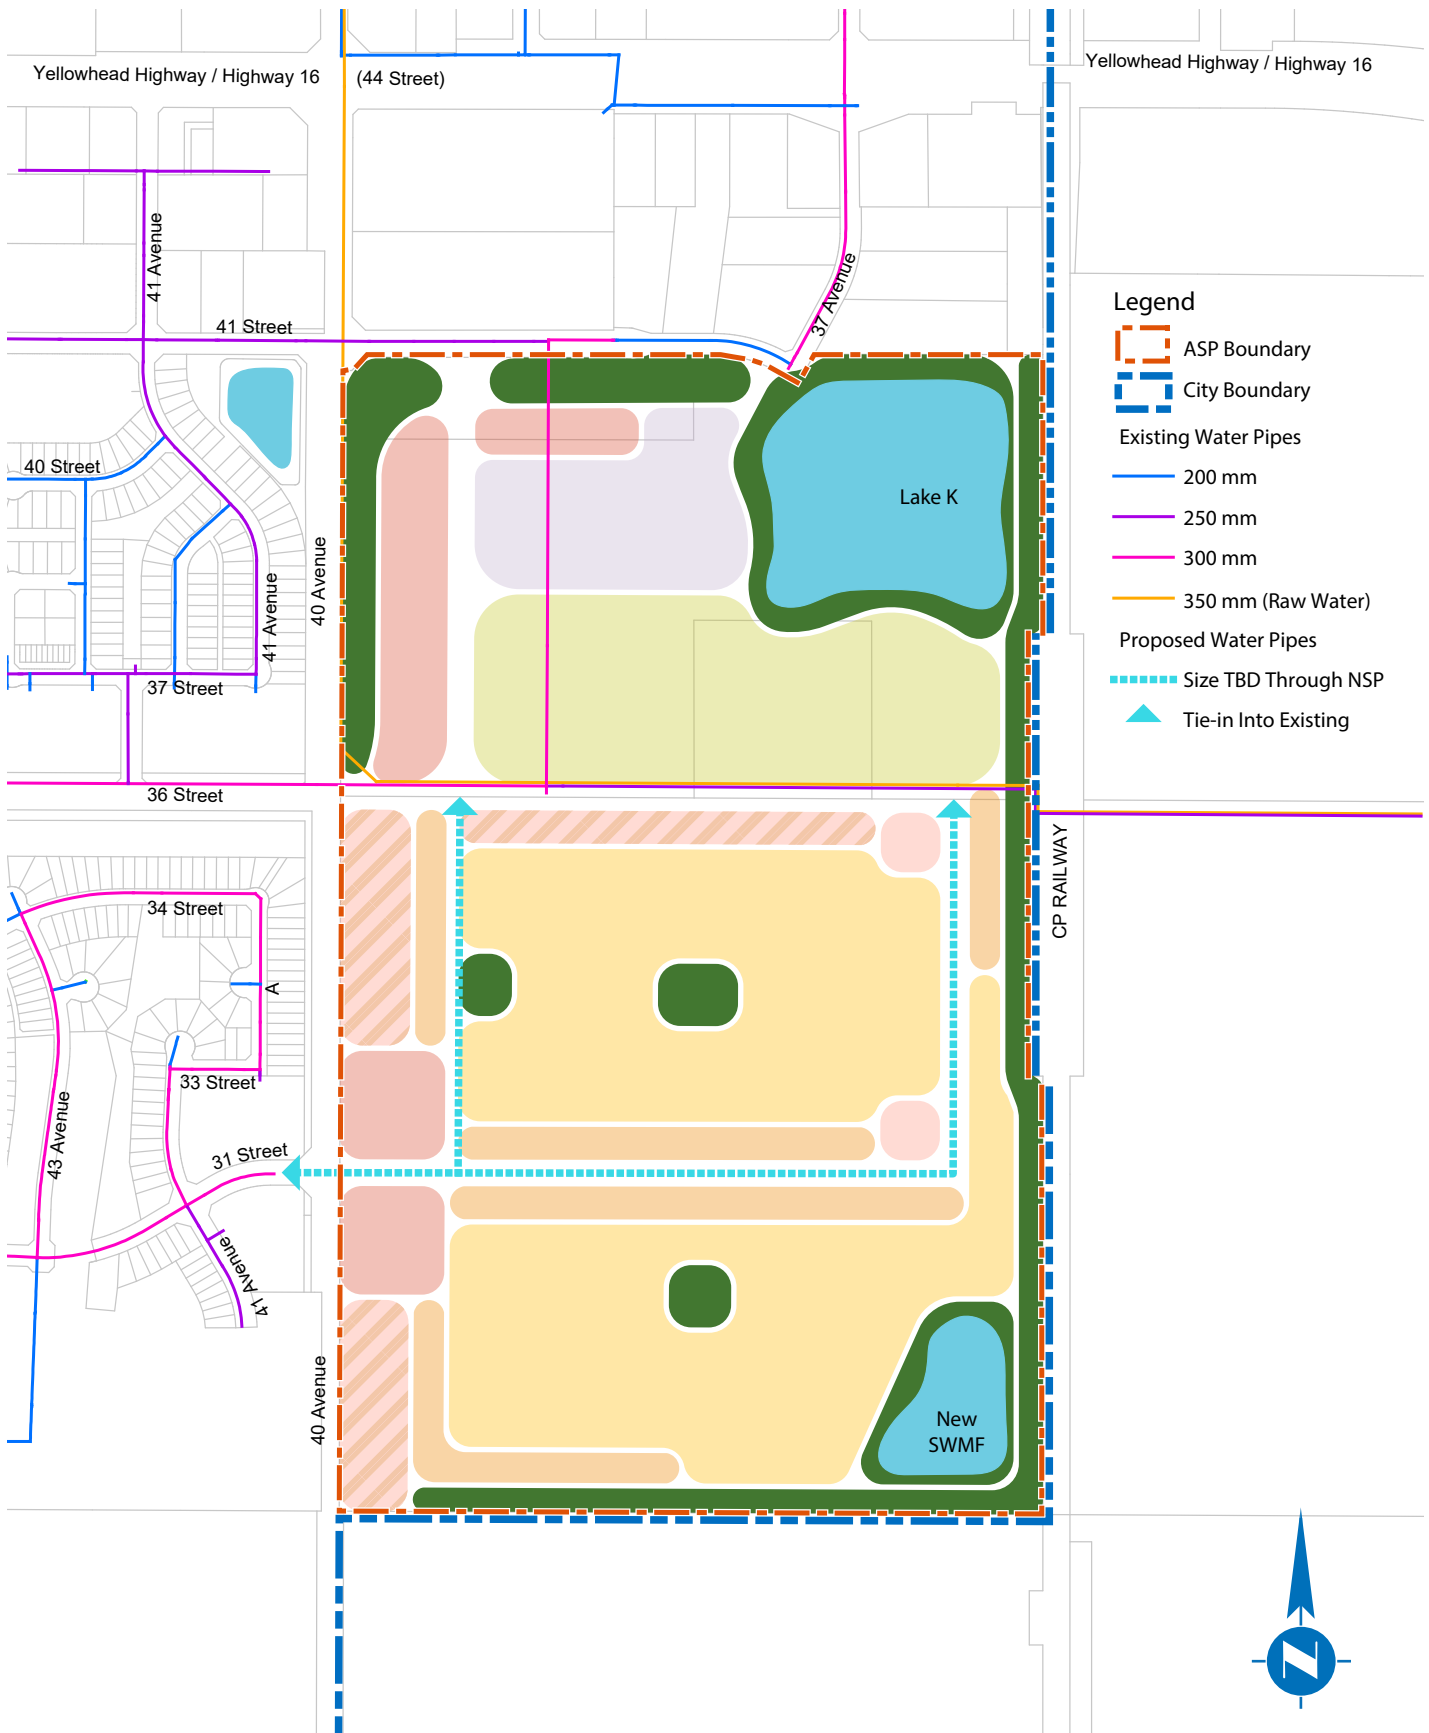 Yellowhead Highway / Highway 16
(44 Street)
Yellowhead Highway / Highway 16
41 Avenue
37 Avenue
41 Street
Legend
ASP Boundary
City Boundary
Existing Water Pipes
200 mm
250 mm
300 mm
350 mm (Raw Water)
Proposed Water Pipes
Size TBD Through NSP
Tie-in Into Existing
40 Street
Lake K
40 Avenue
41 Avenue
37 Street
36 Street
CP RAILWAY
34 Street
A
33 Street
43 Avenue
31 Street
41 Avenue
40 Avenue
New
SWMF
N